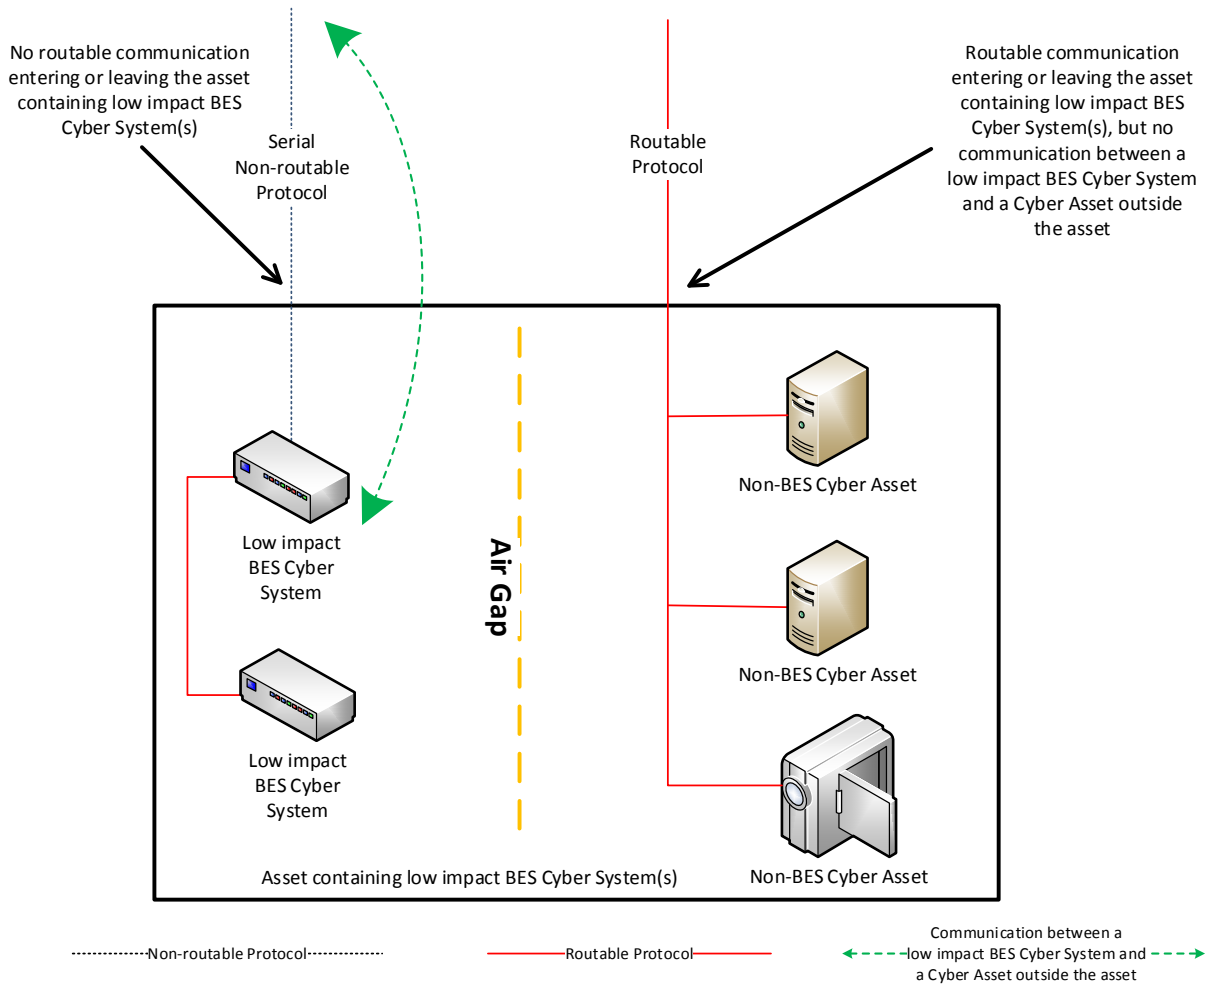 No routable communication
entering or leaving the asset
containing low impact BES
Cyber System(s)
Serial
Non-routable
Protocol
Routable
Protocol
Routable communication
entering or leaving the asset
containing low impact BES
Cyber System(s), but no
communication between a
low impact BES Cyber System
and a Cyber Asset outside
the asset
Low impact
BES Cyber
System
Low impact
BES Cyber
System
Air Gap
Non-BES Cyber Asset
Non-BES Cyber Asset
Non-BES Cyber Asset
Asset containing low impact BES Cyber System(s)
Non-routable Protocol
Routable Protocol
Communication between a
low impact BES Cyber System and
a Cyber Asset outside the asset